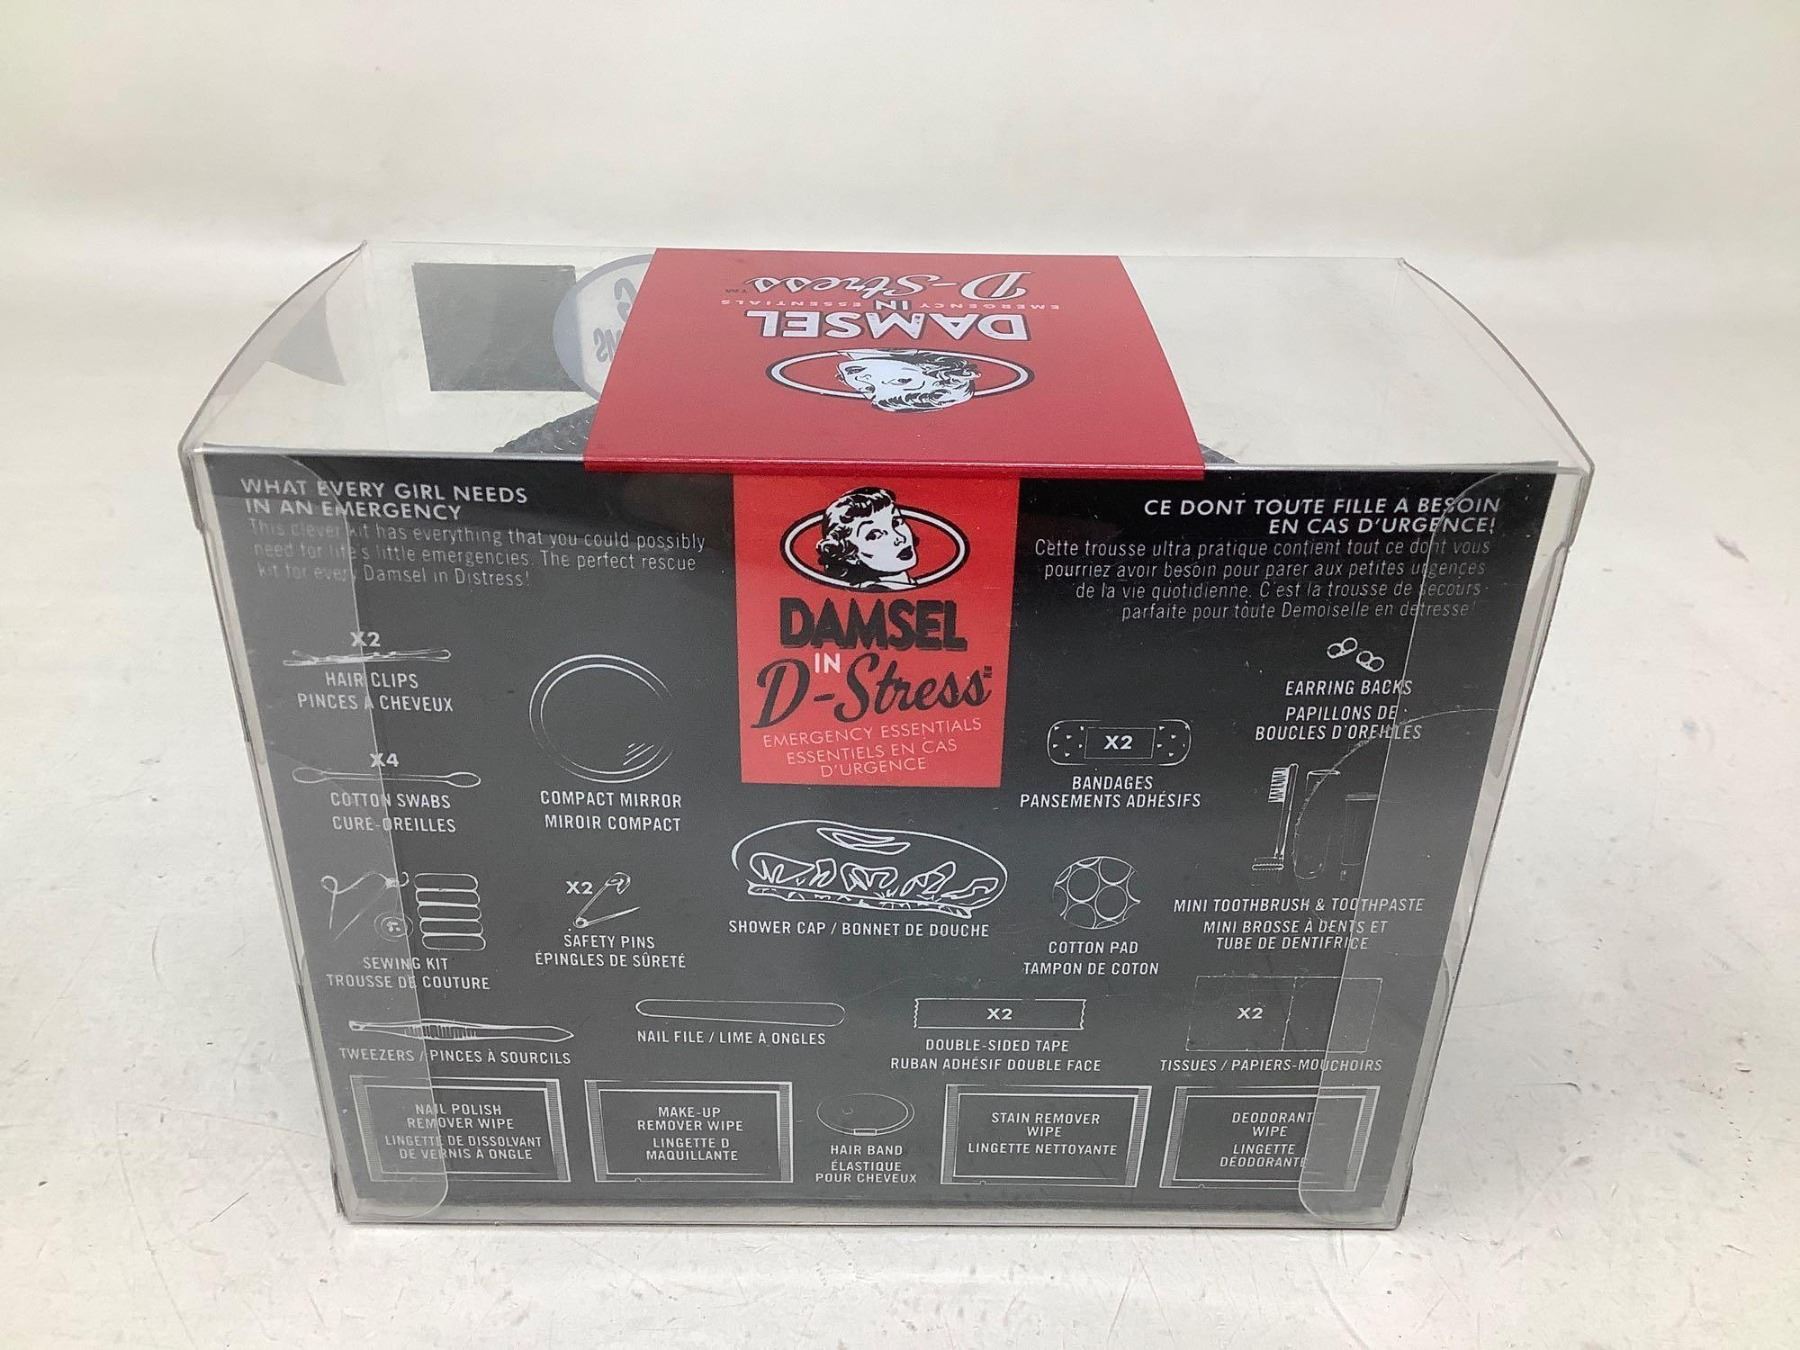 D-Stress™
EMERGENCY IN ESSENTIALS
DAMSEL
WHAT EVERY GIRL NEEDS
IN AN EMERGENCY
This clever kit has everything that you could possibly
need for life's little emergencies. The perfect rescue
kit for every Damsel in Distress!
DAMSEL
IN
D-Stress
EMERGENCY ESSENTIALS
ESSENTIELS EN CAS
D'URGENCE
CE DONT TOUTE FILLE A BESOIN
EN CAS D'URGENCE!
Cette trousse ultra pratique contient tout ce dont vous
pourriez avoir besoin pour parer aux petites urgences
de la vie quotidienne. C'est la trousse de secours
parfaite pour toute Demoiselle en détresse!
X2
HAIR CLIPS
PINCES À CHEVEUX
X4
COTTON SWABS
CURE-OREILLES
COMPACT MIRROR
MIROIR COMPACT
X2
BANDAGES
PANSEMENTS ADHÉSIFS
EARRING BACKS
PAPILLONS DE
BOUCLES D'OREILLES
SEWING KIT
TROUSSE DE COUTURE
X2
SAFETY PINS
ÉPINGLES DE SÛRETÉ
SHOWER CAP / BONNET DE DOUCHE
COTTON PAD
TAMPON DE COTON
MINI TOOTHBRUSH & TOOTHPASTE
MINI BROSSE À DENTS ET
TUBE DE DENTIFRICE
TWEEZERS / PINCES À SOURCILS
NAIL FILE / LIME À ONGLES
X2
DOUBLE-SIDED TAPE
RUBAN ADHÉSIF DOUBLE FACE
X2
TISSUES / PAPIERS-MOUCHOIRS
NAIL POLISH
REMOVER WIPE
LINGETTE DE DISSOLVANT
DE VERNIS À ONGLE
MAKE-UP
REMOVER WIPE
LINGETTE D
MAQUILLANTE
HAIR BAND
ÉLASTIQUE
POUR CHEVEUX
STAIN REMOVER
WIPE
LINGETTE NETTOYANTE
DEODORANT
WIPE
LINGETTE
DÉODORANTE